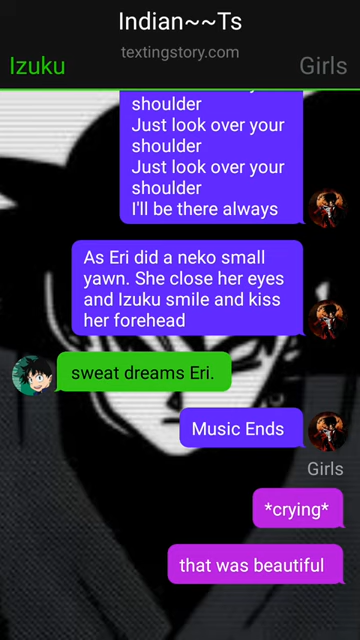 Indian~~Ts
textingstory.com
Izuku
Girls
shoulder
Just look over your
shoulder
Just look over your
shoulder
I'll be there always
As Eri did a neko small
yawn. She close her eyes
and Izuku smile and kiss
her forehead
sweat dreams Eri.
Music Ends
Girls
*crying*
that was beautiful